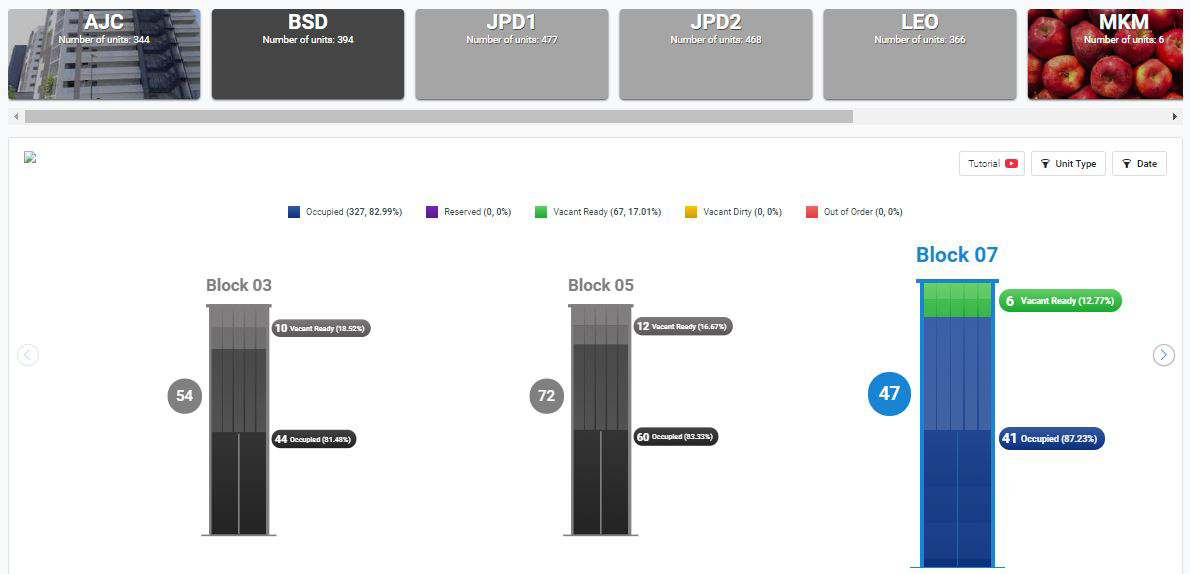 AJC
Number of units: 344
BSD
Number of units: 394
JPD1
Number of units: 477
JPD2
Number of units: 468
LEO
Number of units: 366
MKM
Number of units: 6
Tutorial
Unit Type
Date
Occupied (327, 82.99%)
Reserved (0, 0%)
Vacant Ready (67, 17.01%)
Vacant Dirty (0, 0%)
Out of Order (0, 0%)
Block 03
10 Vacant Ready (18.52%)
54
44 Occupied (81.48%)
Block 05
12 Vacant Ready (16.67%)
72
60 Occupied (83.33%)
Block 07
6 Vacant Ready (12.77%)
47
41 Occupied (87.23%)